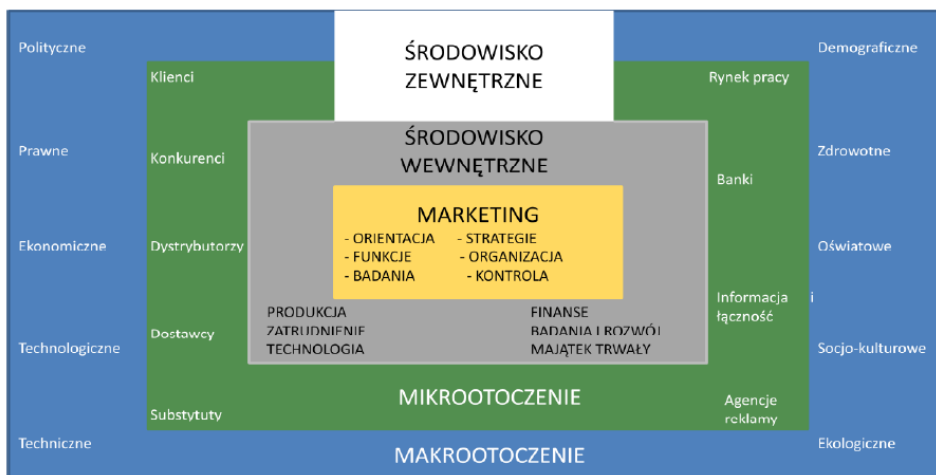 Polityczne
ŚRODOWISKO
ZEWNĘTRZNE
Demograficzne
Klienci
Rynek pracy
ŚRODOWISKO
WEWNĘTRZNE
Prawne
Konkurenci
Zdrowotne
Banki
MARKETING
- ORIENTACJA - STRATEGIE
- FUNKCJE - ORGANIZACJA
- BADANIA - KONTROLA
Ekonomiczne
Dystrybutorzy
Oświatowe
PRODUKCJA
ZATRUDNIENIE
TECHNOLOGIA
FINANSE
BADANIA I ROZWÓJ
MAJĄTEK TRWAŁY
Informacja i
łączność
Technologiczne
Dostawcy
Socjo-kulturowe
MIKROOTOCZENIE
Substytuty
Agencje
reklamy
Techniczne
MAKROOTOCZENIE
Ekologiczne